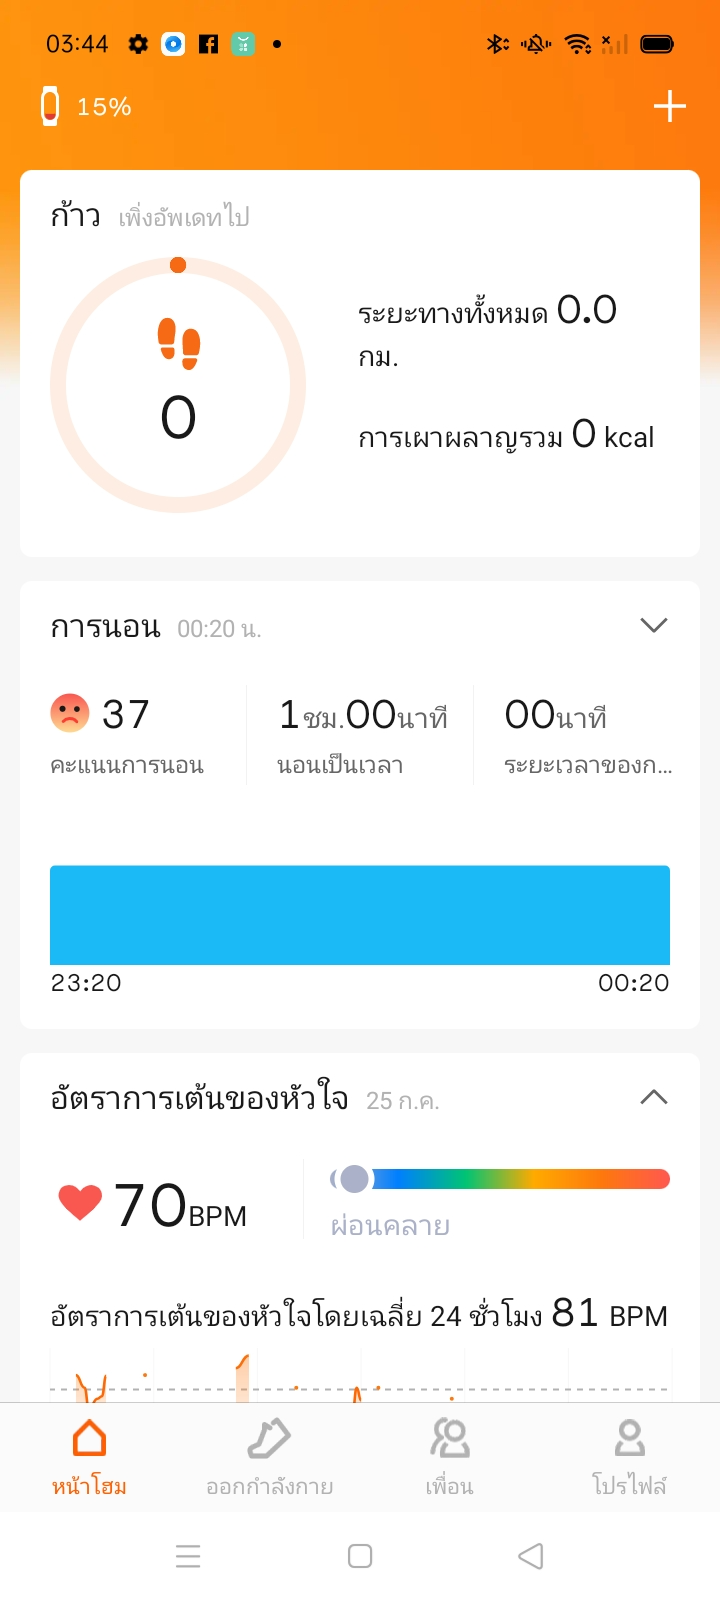 03:44
15%
ก้าว เพิ่งอัพเดทไป
0
ระยะทางทั้งหมด 0.0
กม.
การเผาผลาญรวม 0 kcal
การนอน 00:20 น.
37
คะแนนการนอน
1ชม.00นาที
นอนเป็นเวลา
00นาที
ระยะเวลาของก...
23:20 00:20
อัตราการเต้นของหัวใจ 25 ก.ค.
70BPM
ผ่อนคลาย
อัตราการเต้นของหัวใจโดยเฉลี่ย 24 ชั่วโมง 81 BPM
หน้าโฮม ออกกำลังกาย เพื่อน โปรไฟล์